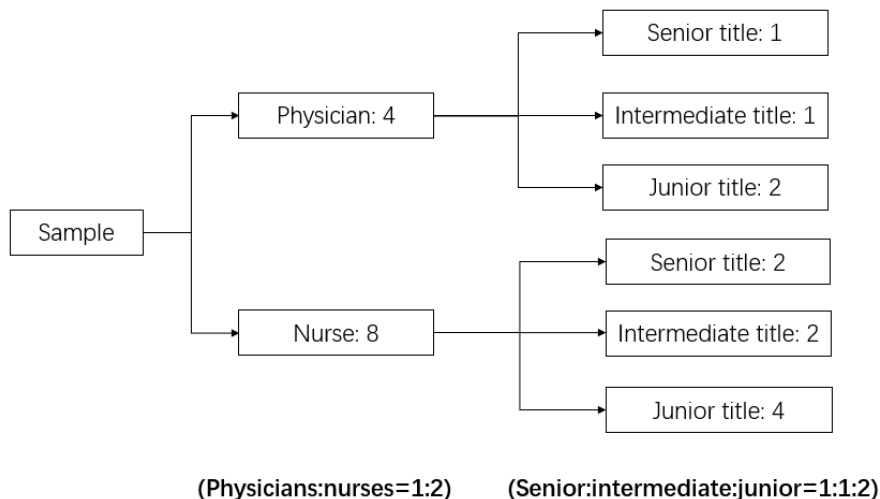 Senior title: 1
Physician: 4
Intermediate title: 1
Junior title: 2
Sample
Senior title: 2
Nurse: 8
Intermediate title: 2
Junior title: 4
(Physicians:nurses=1:2)
(Senior:intermediate:junior=1:1:2)